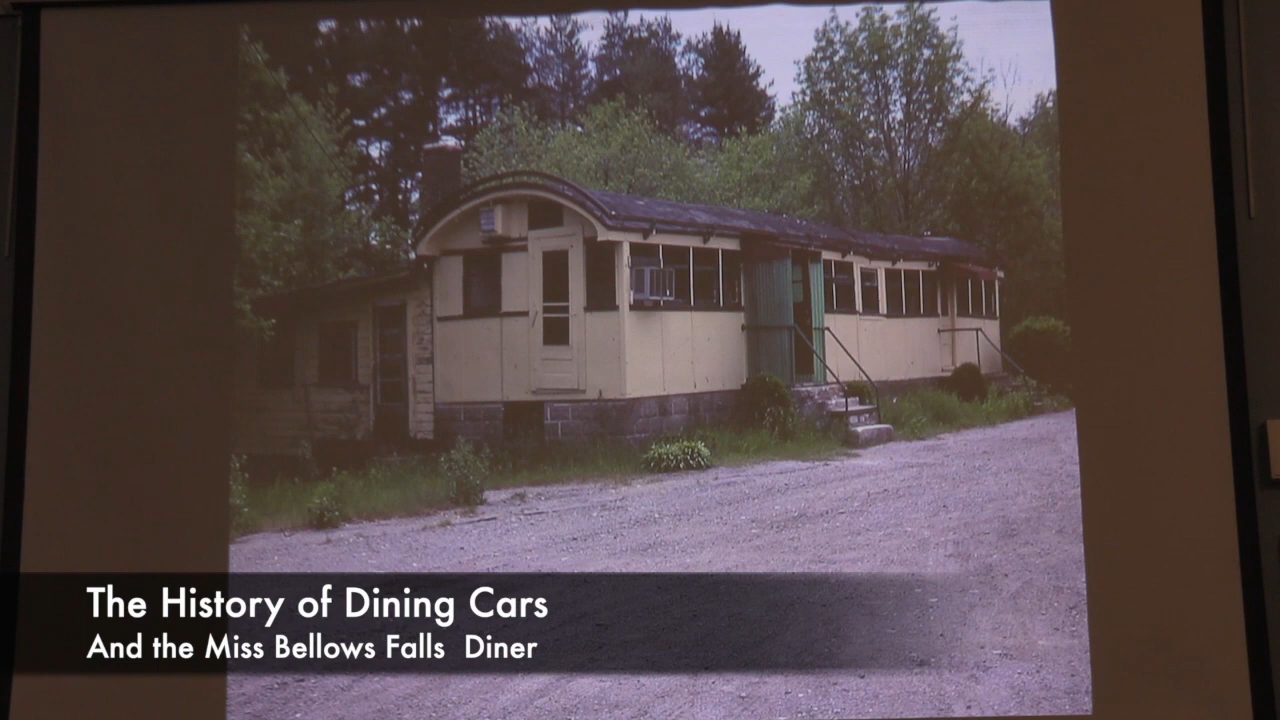 The History of Dining Cars
And the Miss Bellows Falls Diner